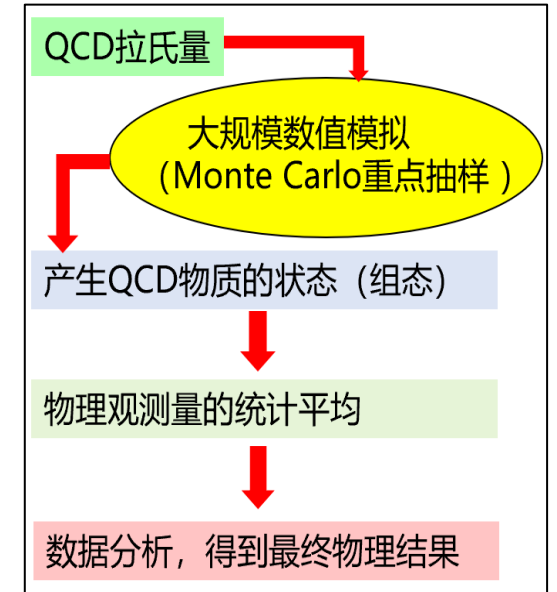 QCD拉氏量
大规模数值模拟
（Monte Carlo重点抽样 ）
产生QCD物质的状态（组态）
物理观测量的统计平均
数据分析，得到最终物理结果